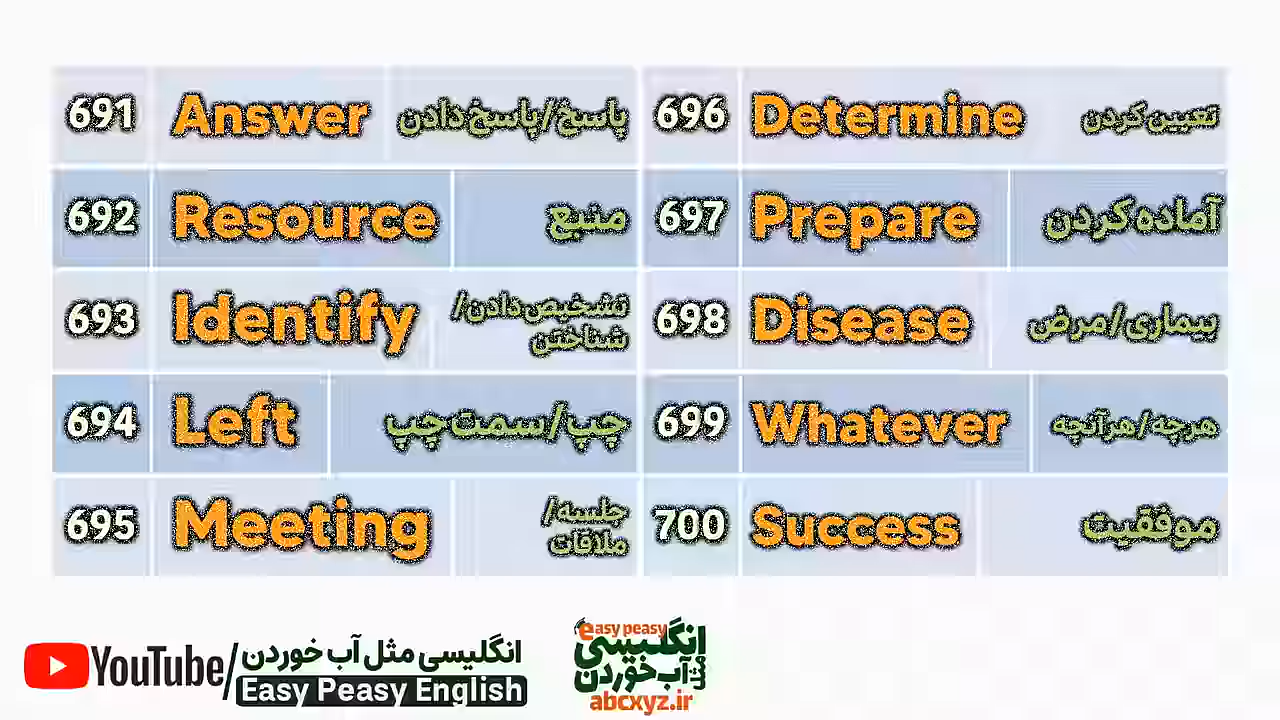 691 Answer پاسخ/پاسخ دادن
692 Resource منبع
693 Identify تشخیص دادن/
شناختن
694 Left چپ/سمت چپ
695 Meeting جلسه/
ملاقات
696 Determine تعیین کردن
697 Prepare آماده کردن
698 Disease بیماری/مرض
699 Whatever هرچه/هرآنچه
700 Success موفقیت
YouTube/انگلیسی مثل آب خوردن
Easy Peasy English
easy peasy
انگلیسی
مثل آب خوردن
abcxyz.ir